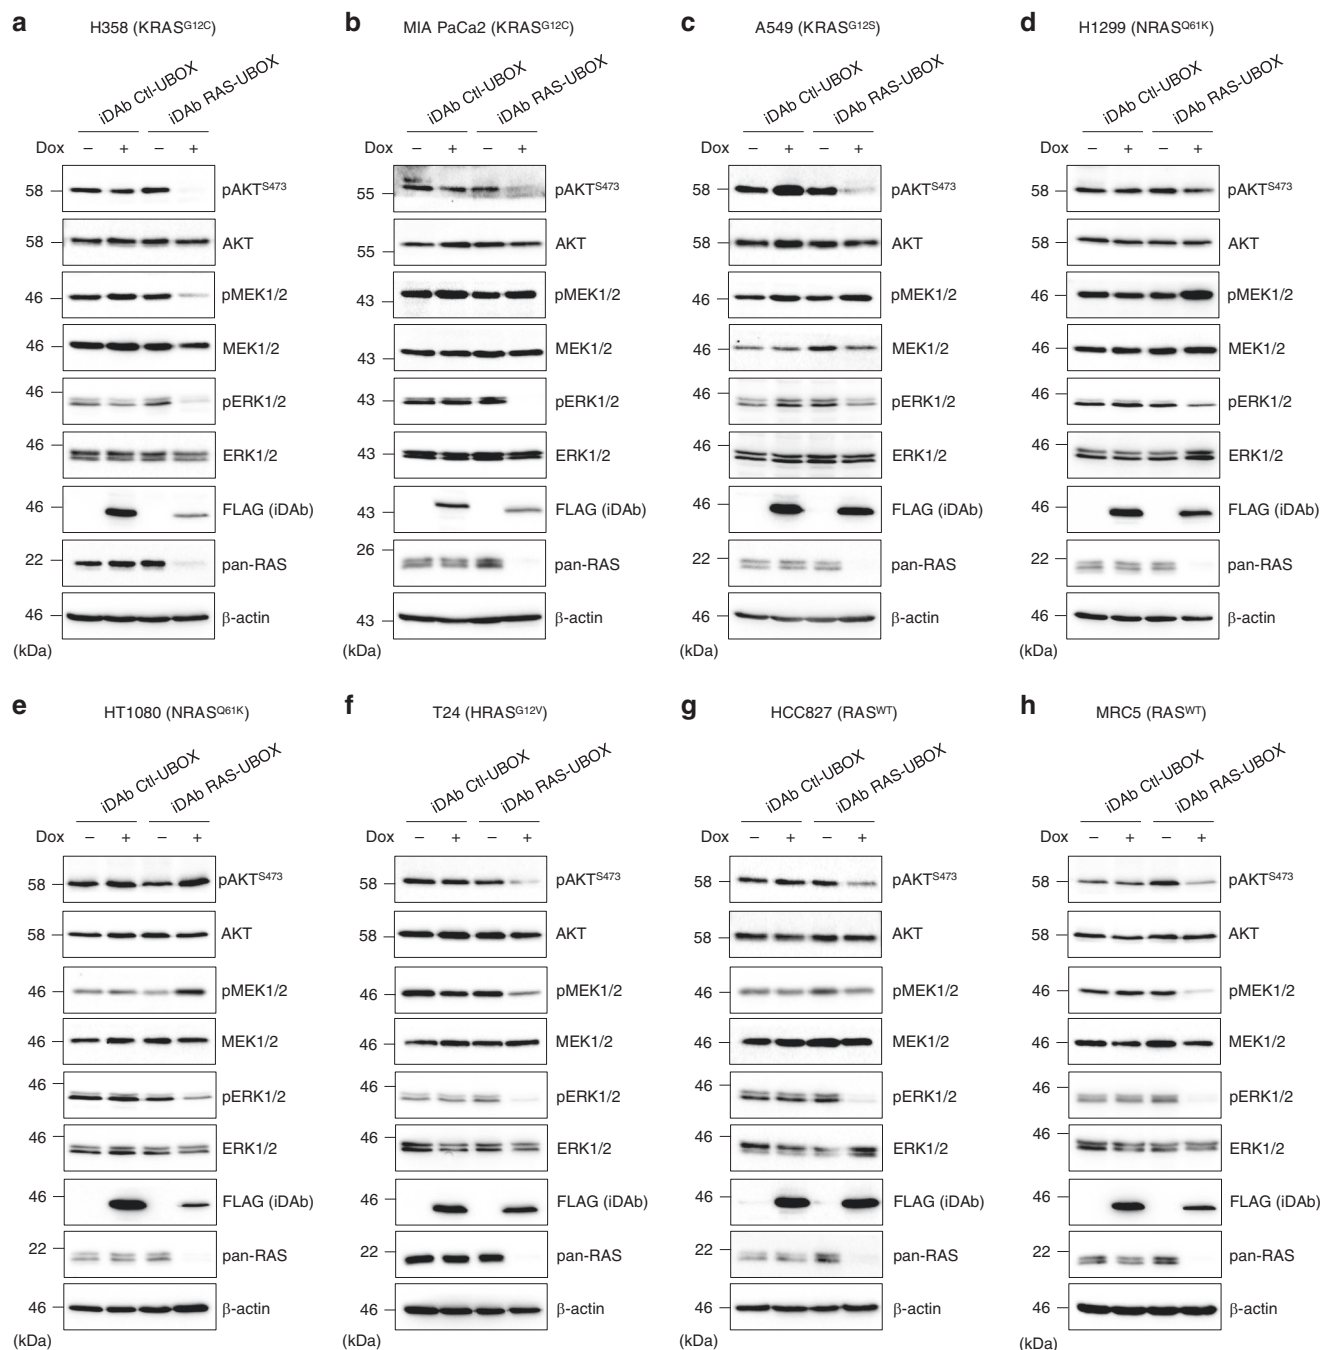 a
H358 (KRASG12C)
iDAb Ctl-UBOX
iDAb RAS-UBOX
Dox – + – +
58 pAKTS473
58 AKT
46 pMEK1/2
46 MEK1/2
46 pERK1/2
46 ERK1/2
46 FLAG (iDAb)
22 pan-RAS
46 β-actin
(kDa)
b
MIA PaCa2 (KRASG12C)
iDAb Ctl-UBOX
iDAb RAS-UBOX
Dox – + – +
55 pAKTS473
55 AKT
43 pMEK1/2
43 MEK1/2
43 pERK1/2
43 ERK1/2
43 FLAG (iDAb)
26 pan-RAS
43 β-actin
(kDa)
c
A549 (KRASG12S)
iDAb Ctl-UBOX
iDAb RAS-UBOX
Dox – + – +
58 pAKTS473
58 AKT
46 pMEK1/2
46 MEK1/2
46 pERK1/2
46 ERK1/2
46 FLAG (iDAb)
22 pan-RAS
46 β-actin
(kDa)
d
H1299 (NRASQ61K)
iDAb Ctl-UBOX
iDAb RAS-UBOX
Dox – + – +
58 pAKTS473
58 AKT
46 pMEK1/2
46 MEK1/2
46 pERK1/2
46 ERK1/2
46 FLAG (iDAb)
22 pan-RAS
46 β-actin
(kDa)
e
HT1080 (NRASQ61K)
iDAb Ctl-UBOX
iDAb RAS-UBOX
Dox – + – +
58 pAKTS473
58 AKT
46 pMEK1/2
46 MEK1/2
46 pERK1/2
46 ERK1/2
46 FLAG (iDAb)
22 pan-RAS
46 β-actin
(kDa)
f
T24 (HRASG12V)
iDAb Ctl-UBOX
iDAb RAS-UBOX
Dox – + – +
58 pAKTS473
58 AKT
46 pMEK1/2
46 MEK1/2
46 pERK1/2
46 ERK1/2
46 FLAG (iDAb)
22 pan-RAS
46 β-actin
(kDa)
g
HCC827 (RASWT)
iDAb Ctl-UBOX
iDAb RAS-UBOX
Dox – + – +
58 pAKTS473
58 AKT
46 pMEK1/2
46 MEK1/2
46 pERK1/2
46 ERK1/2
46 FLAG (iDAb)
22 pan-RAS
46 β-actin
(kDa)
h
MRC5 (RASWT)
iDAb Ctl-UBOX
iDAb RAS-UBOX
Dox – + – +
58 pAKTS473
58 AKT
46 pMEK1/2
46 MEK1/2
46 pERK1/2
46 ERK1/2
46 FLAG (iDAb)
22 pan-RAS
46 β-actin
(kDa)